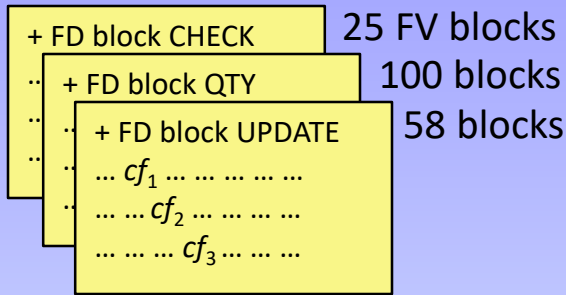 + FD block CHECK
25 FV blocks
..
+ FD block QTY
100 blocks
..
..
..
+ FD block UPDATE
58 blocks
..
... cf₁ ... ... ... ... ...
... ... cf₂ ... ... ... ...
... ... ... cf₃ ... ... ...